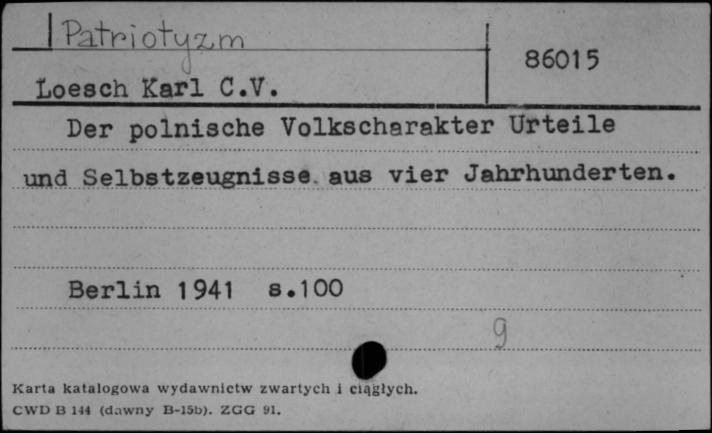 Patriotyzm
86015
Loesch Karl C.V.
Der polnische Volkscharakter Urteile
und Selbstzeugnisse aus vier Jahrhunderten.
Berlin 1941 s.100
g
Karta katalogowa wydawnictw zwartych i ciągłych.
CWD B 144 (dawny B-15b). ZGG 91.